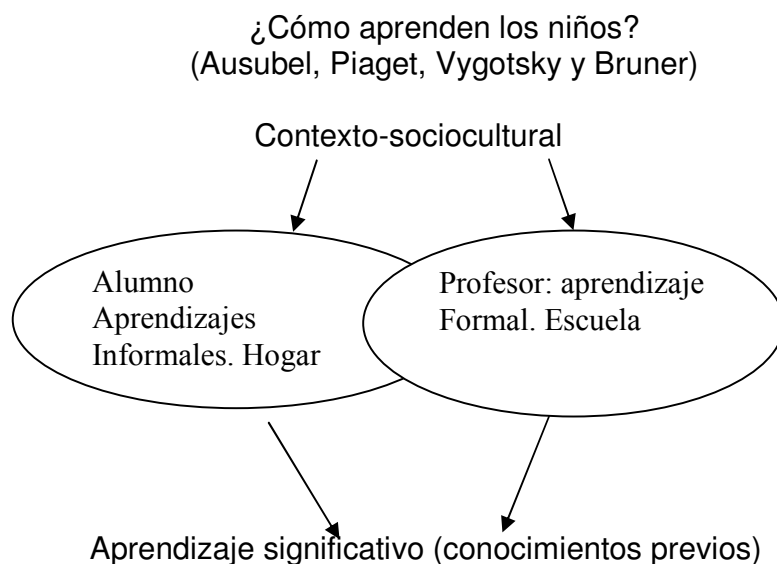 ¿Cómo aprenden los niños?
(Ausubel, Piaget, Vygotsky y Bruner)
Contexto-sociocultural
Alumno
Aprendizajes
Informales. Hogar
Profesor: aprendizaje
Formal. Escuela
Aprendizaje significativo (conocimientos previos)